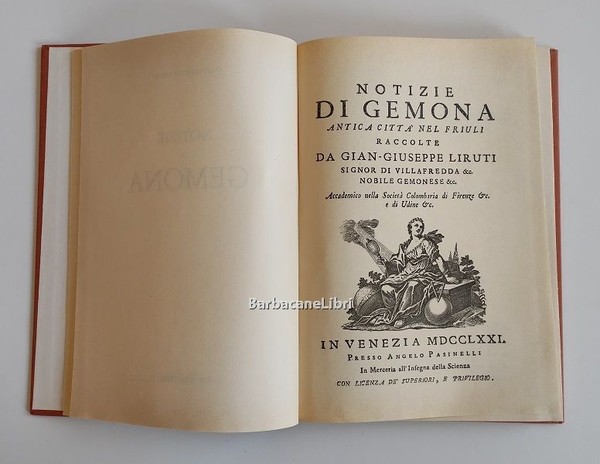 NOTIZIE
DI GEMONA
ANTICA CITTA' NEL FRIULI
RACCOLTE
DA GIAN-GIUSEPPE LIRUTI
SIGNOR DI VILLAFREDDA &c.
NOBILE GEMONESE &c.
Accademico nella Società Colombaria di Firenze &c.
e di Udine &c.
BarbacaneLibri
IN VENEZIA MDCCLXXI.
PRESSO ANGELO PASINELLI
In Merceria all'Insegna della Scienza
CON LICENZA DE' SUPERIORI, E PRIVILEGIO.
NOTIZIE
GEMONA